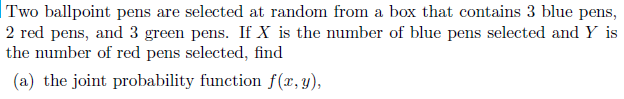 Two ballpoint pens are selected at random from a box that contains 3 blue pens,
2 red pens, and 3 green pens. If X is the number of blue pens selected and Y is
the number of red pens selected, find
(a) the joint probability function f(x, y),